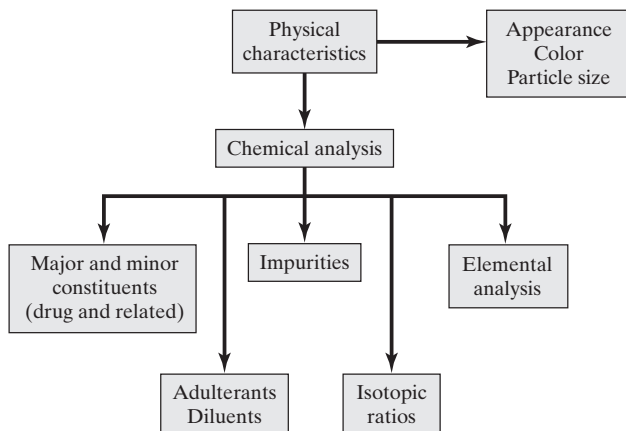 Physical
characteristics
Appearance
Color
Particle size
Chemical analysis
Major and minor
constituents
(drug and related)
Impurities
Elemental
analysis
Adulterants
Diluents
Isotopic
ratios